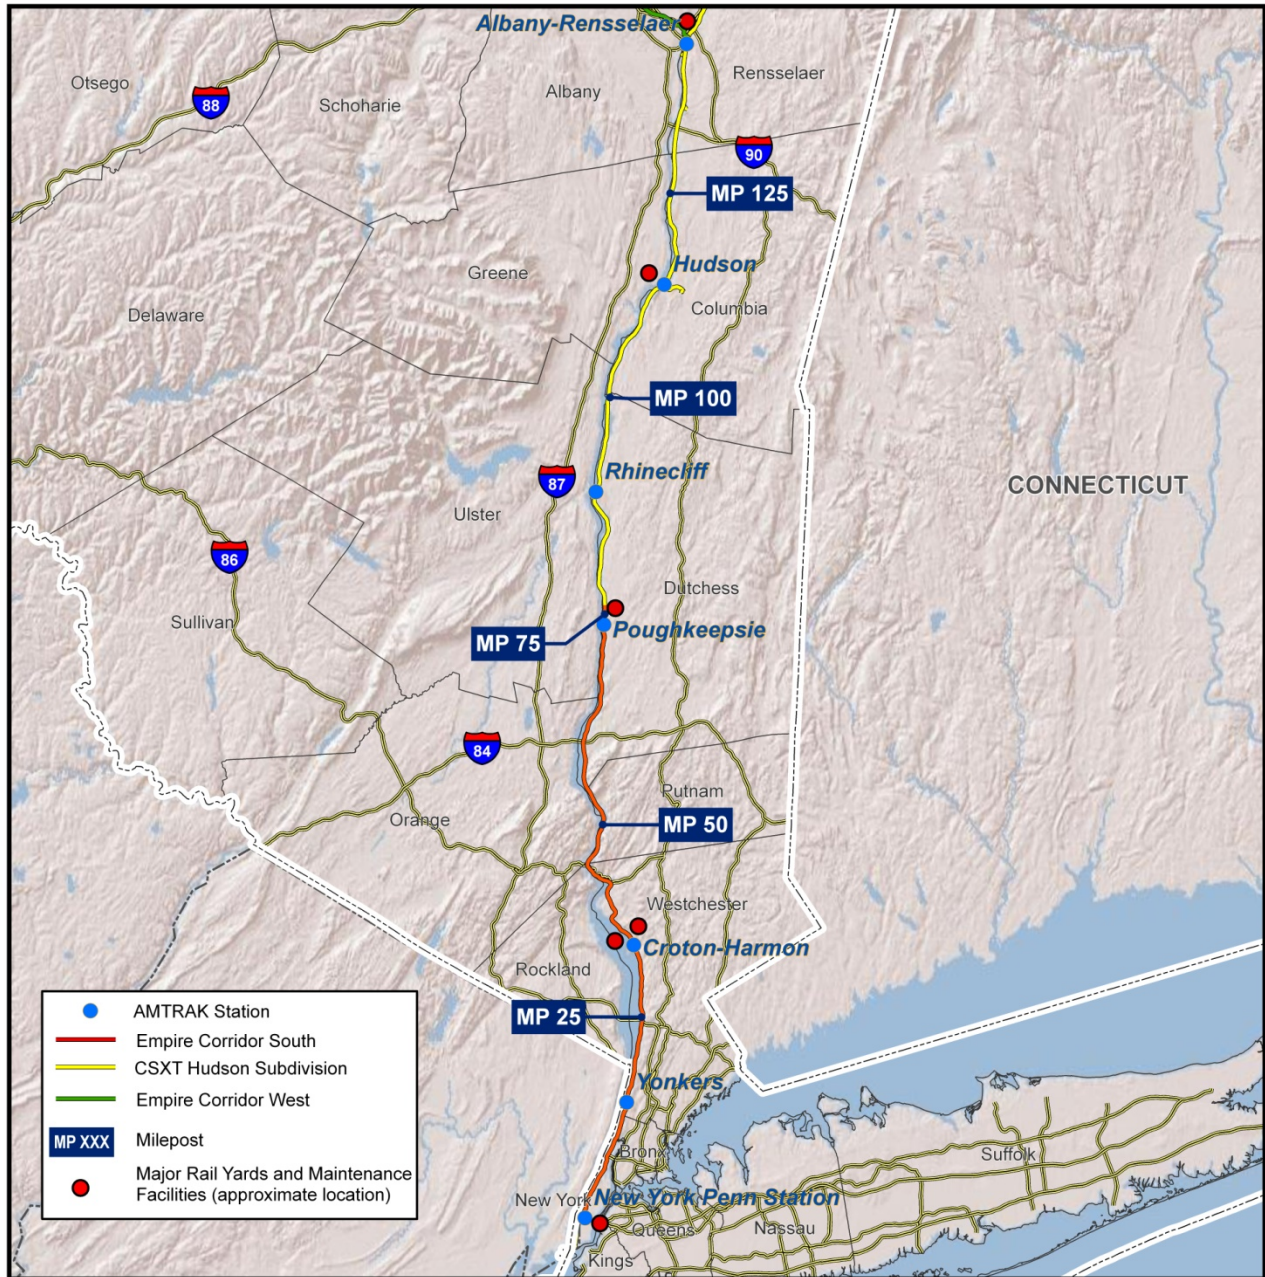 Albany-Rensselaer
Otsego
Rensselaer
Albany
88
Schoharie
90
MP 125
Hudson
Greene
Columbia
Delaware
MP 100
Rhinecliff
87
CONNECTICUT
Ulster
86
Dutchess
Sullivan
Poughkeepsie
MP 75
84
Putnam
Orange
MP 50
Westchester
Croton-Harmon
Rockland
MP 25
AMTRAK Station
Empire Corridor South
CSXT Hudson Subdivision
Empire Corridor West
MP XXX
Milepost
Major Rail Yards and Maintenance
Facilities (approximate location)
Yonkers
Bronx
Suffolk
New York
New York Penn Station
Queens
Nassau
Kings